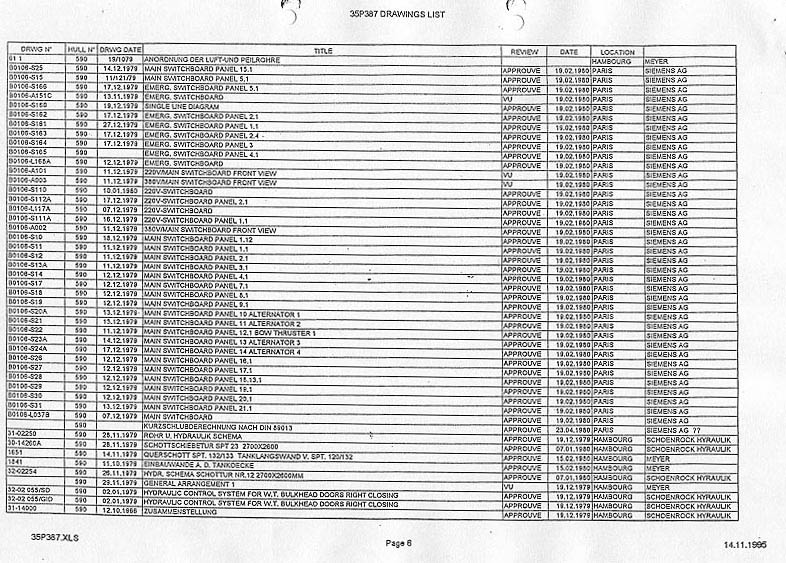 35P387 DRAWINGS LIST
DRWG N° HULL N° DRWG DATE TITLE REVIEW DATE LOCATION
01 1 590 19/1079 ANORDNUNG DER LUFT-UND PEILROHRE HAMBOURG MEYER
B0106-S25 590 14.12.1979 MAIN SWITCHBOARD PANEL 15.1 APPROUVE 19.02.1980 PARIS SIEMENS AG
B0106-S15 590 11/121/79 MAIN SWITCHBOARD PANEL 5.1 APPROUVE 19.02.1980 PARIS SIEMENS AG
B0106-S166 590 17.12.1979 EMERG. SWITCHBOARD PANEL 5.1 APPROUVE 19.02.1980 PARIS SIEMENS AG
B0106-A151C 590 13.11.1979 EMERG. SWITCHBOARD VU 19.02.1980 PARIS SIEMENS AG
B0106-S150 590 19.12.1979 SINGLE LINE DIAGRAM APPROUVE 19.02.1980 PARIS SIEMENS AG
B0106-S162 590 17.12.1979 EMERG. SWITCHBOARD PANEL 2.1 APPROUVE 19.02.1980 PARIS SIEMENS AG
B0106-S161 590 27.12.1979 EMERG. SWITCHBOARD PANEL 1.1 APPROUVE 19.02.1980 PARIS SIEMENS AG
B0106-S163 590 17.12.1979 EMERG. SWITCHBOARD PANEL 2.4 APPROUVE 19.02.1980 PARIS SIEMENS AG
B0106-S164 590 17.12.1979 EMERG. SWITCHBOARD PANEL 3 APPROUVE 19.02.1980 PARIS SIEMENS AG
B0106-S165 590 EMERG. SWITCHBOARD PANEL 4.1 APPROUVE 19.02.1980 PARIS SIEMENS AG
B0106-L165A 590 12.12.1979 EMERG. SWITCHBOARD APPROUVE 19.02.1980 PARIS SIEMENS AG
B0106-A101 590 11.12.1979 220V/MAIN SWITCHBOARD FRONT VIEW VU 19.02.1980 PARIS SIEMENS AG
B0106-A003 590 11.12.1979 380V/MAIN SWITCHBOARD FRONT VIEW VU 19.02.1980 PARIS SIEMENS AG
B0106-S110 590 10.01.1980 220V-SWITCHBOARD APPROUVE 19.02.1980 PARIS SIEMENS AG
B0106-S112A 590 17.12.1979 220V-SWITCHBOARD PANEL 2.1 APPROUVE 19.02.1980 PARIS SIEMENS AG
B0106-L117A 590 07.12.1979 220V-SWITCHBOARD APPROUVE 19.02.1980 PARIS SIEMENS AG
B0106-S111A 590 16.12.1979 220V-SWITCHBOARD PANEL 1.1 APPROUVE 19.02.1980 PARIS SIEMENS AG
B0106-A002 590 11.12.1979 380V/MAIN SWITCHBOARD FRONT VIEW APPROUVE 19.02.1980 PARIS SIEMENS AG
B0106-S10 590 18.12.1979 MAIN SWITCHBOARD PANEL 1.12 APPROUVE 19.02.1980 PARIS SIEMENS AG
B0106-S11 590 11.12.1979 MAIN SWITCHBOARD PANEL 1.1 APPROUVE 19.02.1980 PARIS SIEMENS AG
B0106-S12 590 11.12.1979 MAIN SWITCHBOARD PANEL 2.1 APPROUVE 19.02.1980 PARIS SIEMENS AG
B0106-S13A 590 11.12.1979 MAIN SWITCHBOARD PANEL 3.1 APPROUVE 19.02.1980 PARIS SIEMENS AG
B0106-S14 590 12.12.1979 MAIN SWITCHBOARD PANEL 4.1 APPROUVE 19.02.1980 PARIS SIEMENS AG
B0106-S17 590 12.12.1979 MAIN SWITCHBOARD PANEL 7.1 APPROUVE 19.02.1980 PARIS SIEMENS AG
B0106-S18 590 12.12.1979 MAIN SWITCHBOARD PANEL 8.1 APPROUVE 19.02.1980 PARIS SIEMENS AG
B0106-S19 590 12.12.1979 MAIN SWITCHBOARD PANEL 9.1 APPROUVE 19.02.1980 PARIS SIEMENS AG
B0106-S20A 590 13.12.1979 MAIN SWITCHBOARD PANEL 10 ALTERNATOR 1 APPROUVE 19.02.1980 PARIS SIEMENS AG
B0106-S21 590 13.12.1979 MAIN SWITCHBOARD PANEL 11 ALTERNATOR 2 APPROUVE 19.02.1980 PARIS SIEMENS AG
B0106-S22 590 11.12.1979 MAIN SWITCHBOARD PANEL 12.1 BOW THRUSTER 1 APPROUVE 19.02.1980 PARIS SIEMENS AG
B0106-S23A 590 14.12.1979 MAIN SWITCHBOARD PANEL 13 ALTERNATOR 3 APPROUVE 19.02.1980 PARIS SIEMENS AG
B0106-S24A 590 17.12.1979 MAIN SWITCHBOARD PANEL 14 ALTERNATOR 4 APPROUVE 19.02.1980 PARIS SIEMENS AG
B0106-S26 590 12.12.1979 MAIN SWITCHBOARD PANEL 16.1 APPROUVE 19.02.1980 PARIS SIEMENS AG
B0106-S27 590 12.12.1979 MAIN SWITCHBOARD PANEL 17.1 APPROUVE 19.02.1980 PARIS SIEMENS AG
B0106-S28 590 12.12.1979 MAIN SWITCHBOARD PANEL 18.13.1 APPROUVE 19.02.1980 PARIS SIEMENS AG
B0106-S29 590 12.12.1979 MAIN SWITCHBOARD PANEL 19.1 APPROUVE 19.02.1980 PARIS SIEMENS AG
B0106-S30 590 12.12.1979 MAIN SWITCHBOARD PANEL 20.1 APPROUVE 19.02.1980 PARIS SIEMENS AG
B0106-S31 590 13.12.1979 MAIN SWITCHBOARD PANEL 21.1 APPROUVE 19.02.1980 PARIS SIEMENS AG
B0106-L037B 590 07.12.1979 MAIN SWITCHBOARD APPROUVE 19.02.1980 PARIS SIEMENS AG
590 KURZSCHLUBDERECHNUNG NACH DIN 89013 APPROUVE 23.04.1980 PARIS SIEMENS AG ??
31-02250 590 28.11.1979 ROHR U. HYDRAULIK SCHEMA APPROUVE 19.12.1979 HAMBOURG SCHOENROCK HYRAULIK
30-14260A 590 28.11.1979 SCHOTTSCHIEBETUR SPT 23 2700X2600 APPROUVE 07.01.1980 HAMBOURG SCHOENROCK HYRAULIK
1651 590 14.11.1979 QUERSCHOTT SPT. 132/133 TANKLANGSWAND V. SPT. 120/132 APPROUVE 15.02.1980 HAMBOURG MEYER
1841 590 11.10.1979 EINBAUWANDE A. D. TANKDECKE APPROUVE 15.02.1980 HAMBOURG MEYER
32-02254 590 28.11.1979 HYDR. SCHEMA SCHOTTUR NR.12 2700X2600MM APPROUVE 07.01.1980 HAMBOURG SCHOENROCK HYRAULIK
590 29.11.1979 GENERAL ARRANGEMENT 1 VU 19.12.1979 HAMBOURG MEYER
32-02 055/SD 590 02.01.1979 HYDRAULIC CONTROL SYSTEM FOR W.T. BULKHEAD DOORS RIGHT CLOSING APPROUVE 19.12.1979 HAMBOURG SCHOENROCK HYRAULIK
32-02 055/GID 590 02.01.1979 HYDRAULIC CONTROL SYSTEM FOR W.T. BULKHEAD DOORS RIGHT CLOSING APPROUVE 19.12.1979 HAMBOURG SCHOENROCK HYRAULIK
31-14000 590 12.10.1966 ZUSAMMENSTELLUNG APPROUVE 19.12.1979 HAMBOURG SCHOENROCK HYRAULIK
35P387.XLS
Page 6
14.11.1995